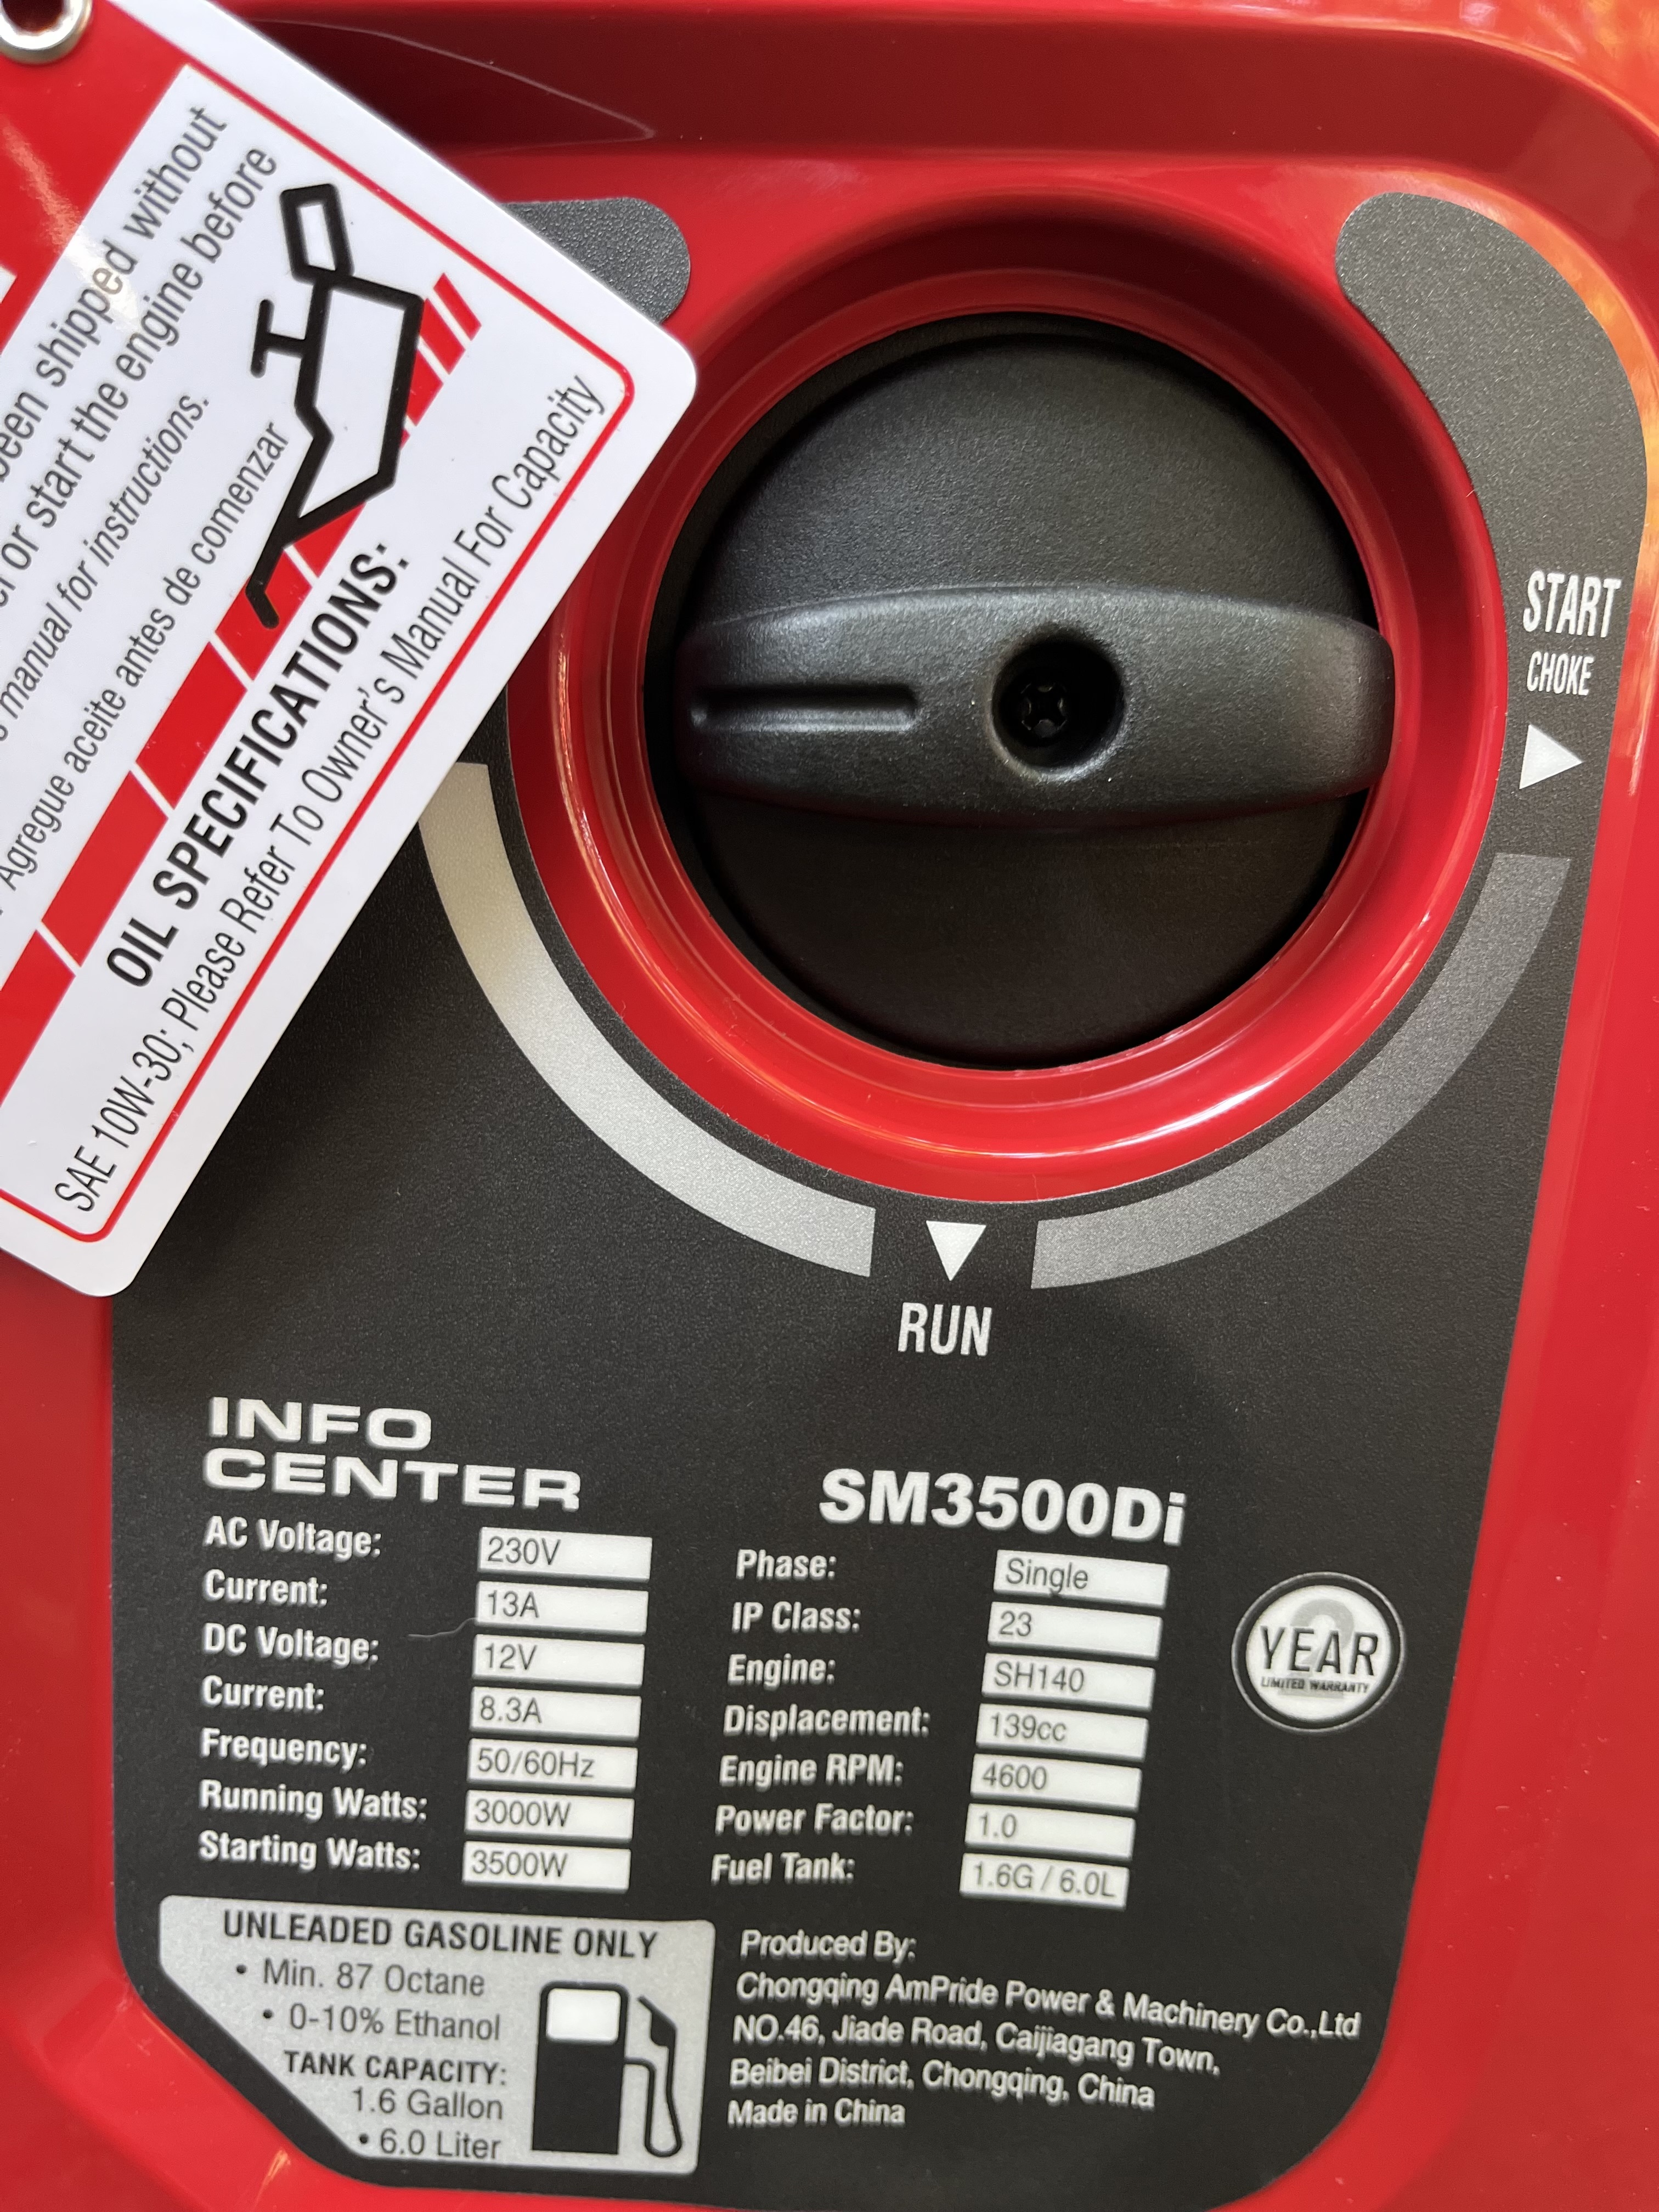 been shipped without
or start the engine before
manual for instructions.
Agregue aceite antes de comenzar
OIL SPECIFICATIONS:
SAE 10W-30; Please Refer To Owner's Manual For Capacity
START
CHOKE
RUN
INFO
CENTER
AC Voltage: 230V
Current: 13A
DC Voltage: 12V
Current: 8.3A
Frequency: 50/60Hz
Running Watts: 3000W
Starting Watts: 3500W
SM3500Di
Phase: Single
IP Class: 23
Engine: SH140
Displacement: 139cc
Engine RPM: 4600
Power Factor: 1.0
Fuel Tank: 1.6G / 6.0L
2
YEAR
LIMITED WARRANTY
UNLEADED GASOLINE ONLY
• Min. 87 Octane
• 0-10% Ethanol
TANK CAPACITY:
1.6 Gallon
• 6.0 Liter
Produced By:
Chongqing AmPride Power & Machinery Co.,Ltd
NO.46, Jiade Road, Caijiagang Town,
Beibei District, Chongqing, China
Made in China